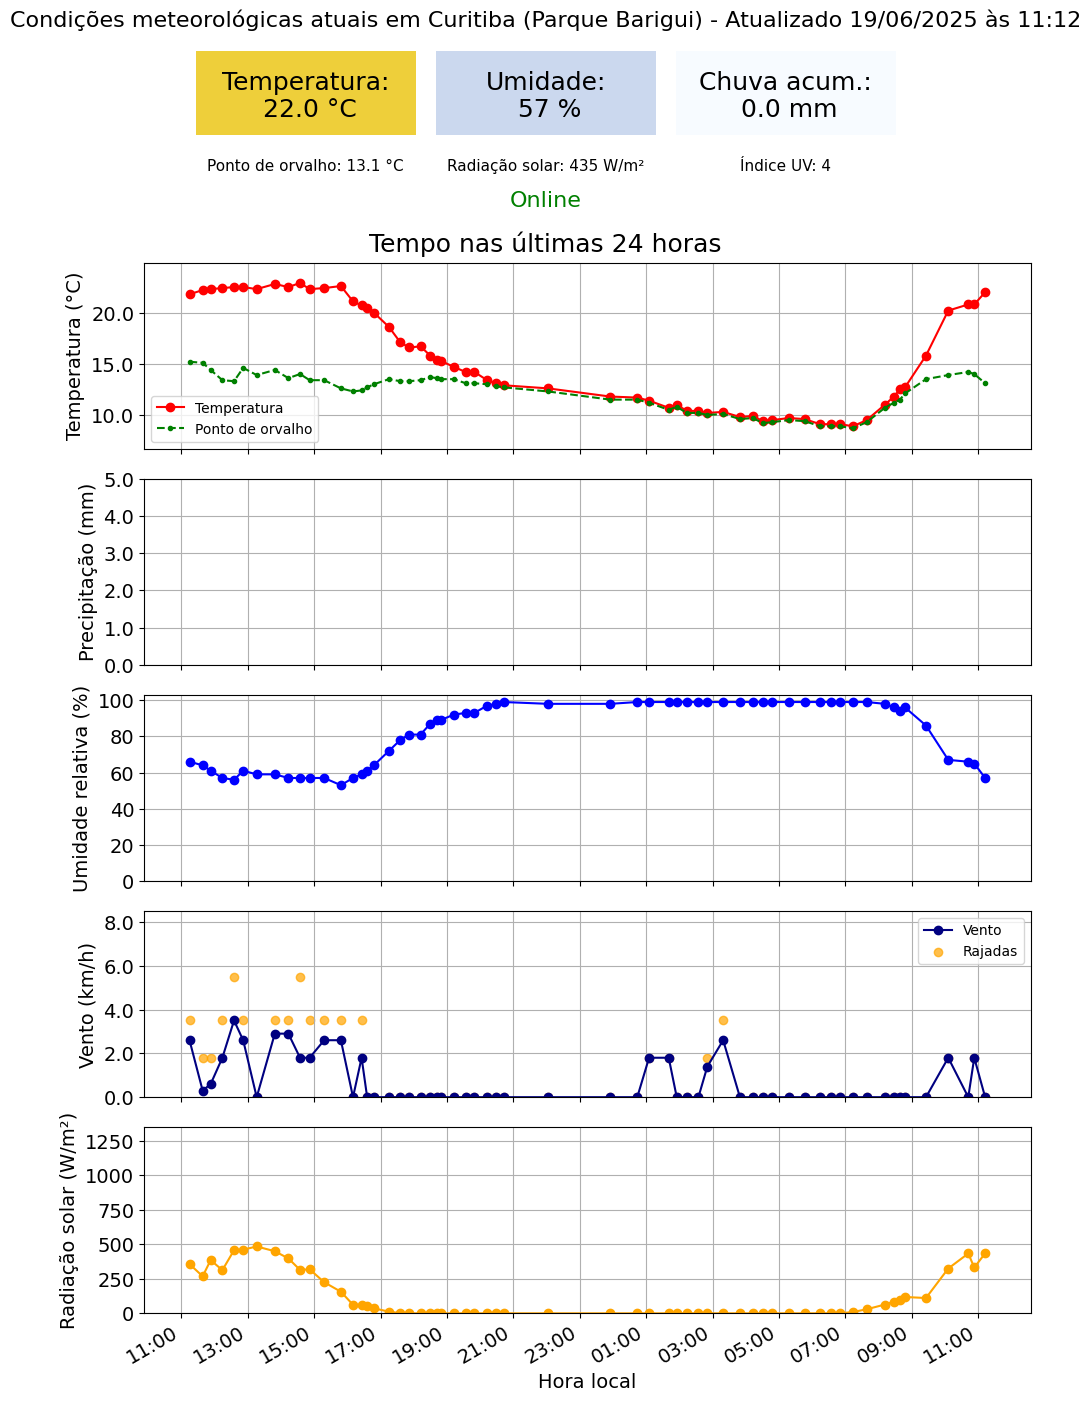 Condições meteorológicas atuais em Curitiba (Parque Barigui) - Atualizado 19/06/2025 às 11:12
Temperatura:
22.0 °C
Umidade:
57 %
Chuva acum.:
0.0 mm
Ponto de orvalho: 13.1 °C
Radiação solar: 435 W/m²
Índice UV: 4
Online
Tempo nas últimas 24 horas
Temperatura (°C)
20.0
15.0
10.0
Temperatura
Ponto de orvalho
Precipitação (mm)
5.0
4.0
3.0
2.0
1.0
0.0
Umidade relativa (%)
100
80
60
40
20
0
Vento (km/h)
8.0
6.0
4.0
2.0
0.0
Vento
Rajadas
Radiação solar (W/m²)
1250
1000
750
500
250
0
11:00
13:00
15:00
17:00
19:00
21:00
23:00
01:00
03:00
05:00
07:00
09:00
11:00
Hora local